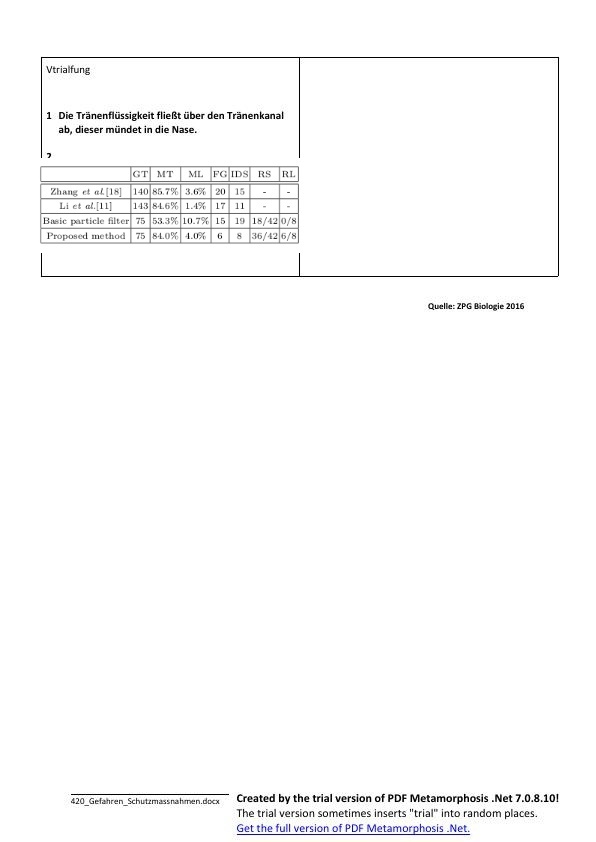 Vtrialfung
1 Die Tränenflüssigkeit fließt über den Tränenkanal
ab, dieser mündet in die Nase.
GT MT ML FG IDS RS RL
Zhang et al.[18] 140 85.7% 3.6% 20 15 - -
Li et al.[11] 143 84.6% 1.4% 17 11 - -
Basic particle filter 75 53.3% 10.7% 15 19 18/42 0/8
Proposed method 75 84.0% 4.0% 6 8 36/42 6/8
Quelle: ZPG Biologie 2016
420_Gefahren_Schutzmassnahmen.docx
Created by the trial version of PDF Metamorphosis .Net 7.0.8.10!
The trial version sometimes inserts "trial" into random places.
Get the full version of PDF Metamorphosis .Net.